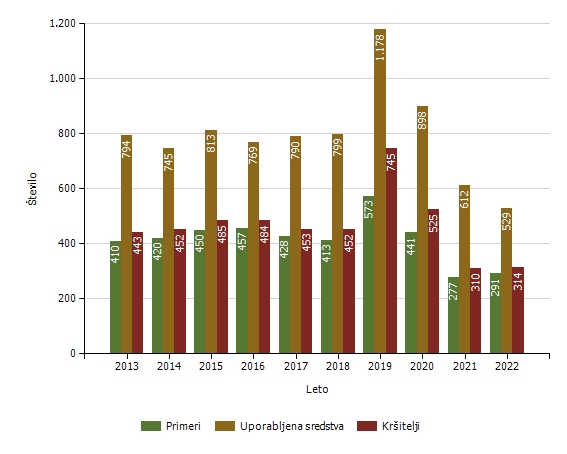 1.200
1.000
800
600
400
200
0
Število
410 794 443
420 745 452
450 813 485
457 769 484
428 790 453
413 799 452
573 1.178 745
441 898 525
277 612 310
291 529 314
2013 2014 2015 2016 2017 2018 2019 2020 2021 2022
Leto
Primeri Uporabljena sredstva Kršitelji